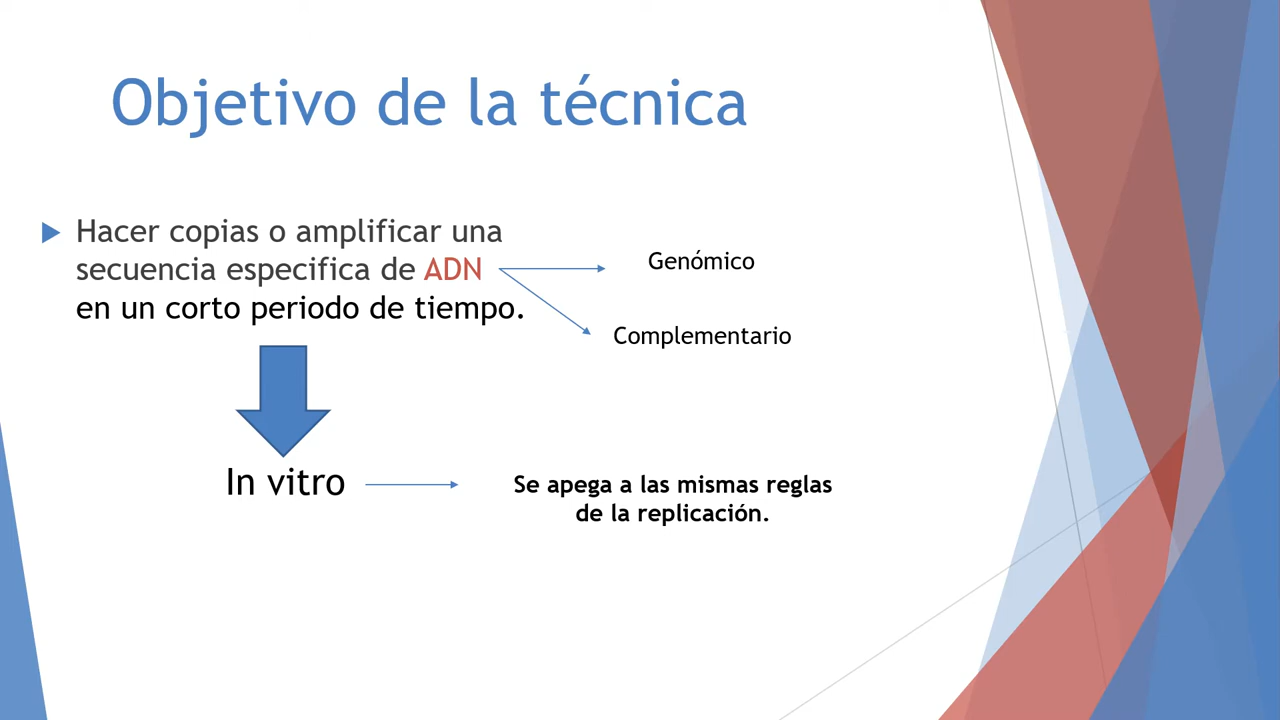 Objetivo de la técnica
Hacer copias o amplificar una
secuencia especifica de ADN
en un corto periodo de tiempo.
Genómico
Complementario
In vitro
Se apega a las mismas reglas
de la replicación.